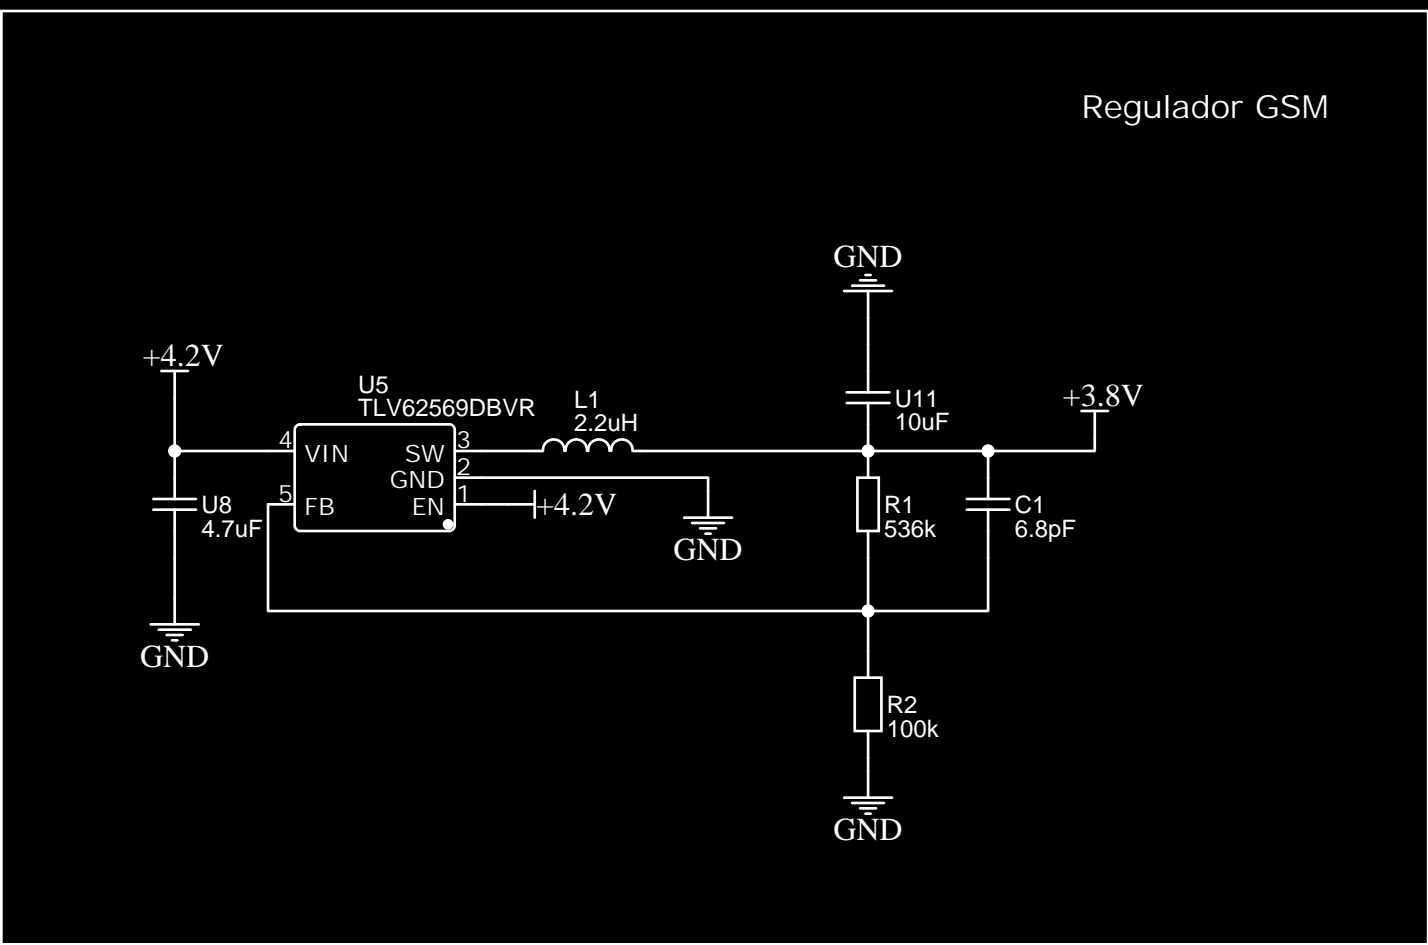 Regulador GSM
GND
+4.2V
U5
TLV62569DBVR
L1
2.2uH
U11
10uF
+3.8V
4
VIN
SW
3
GND
2
5
FB
EN
1
+4.2V
U8
4.7uF
GND
R1
536k
C1
6.8pF
GND
R2
100k
GND